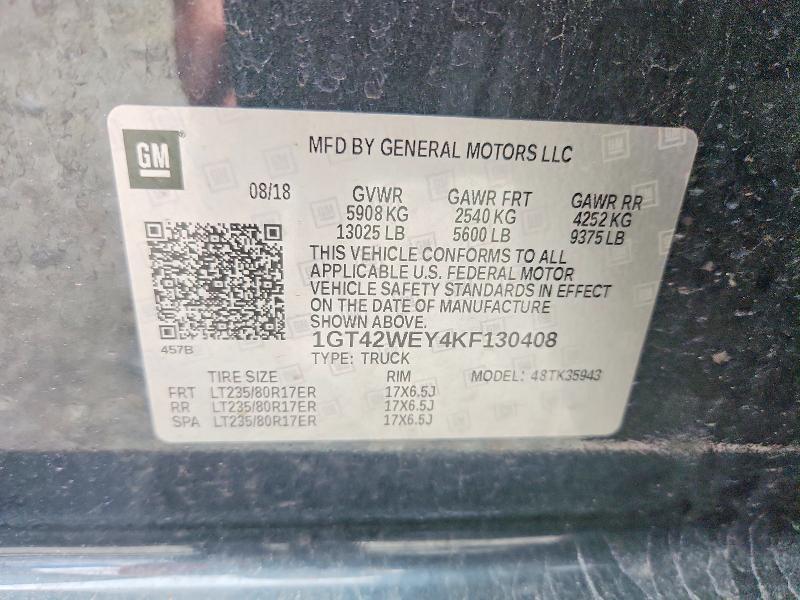 GM
MFD BY GENERAL MOTORS LLC
08/18 GVWR GAWR FRT GAWR RR
5908 KG 2540 KG 4252 KG
13025 LB 5600 LB 9375 LB
THIS VEHICLE CONFORMS TO ALL
APPLICABLE U.S. FEDERAL MOTOR
VEHICLE SAFETY STANDARDS IN EFFECT
ON THE DATE OF MANUFACTURE
SHOWN ABOVE.
457B
1GT42WEY4KF130408
TYPE: TRUCK
TIRE SIZE RIM MODEL: 48TK35943
FRT LT235/80R17ER 17X6.5J
RR LT235/80R17ER 17X6.5J
SPA LT235/80R17ER 17X6.5J